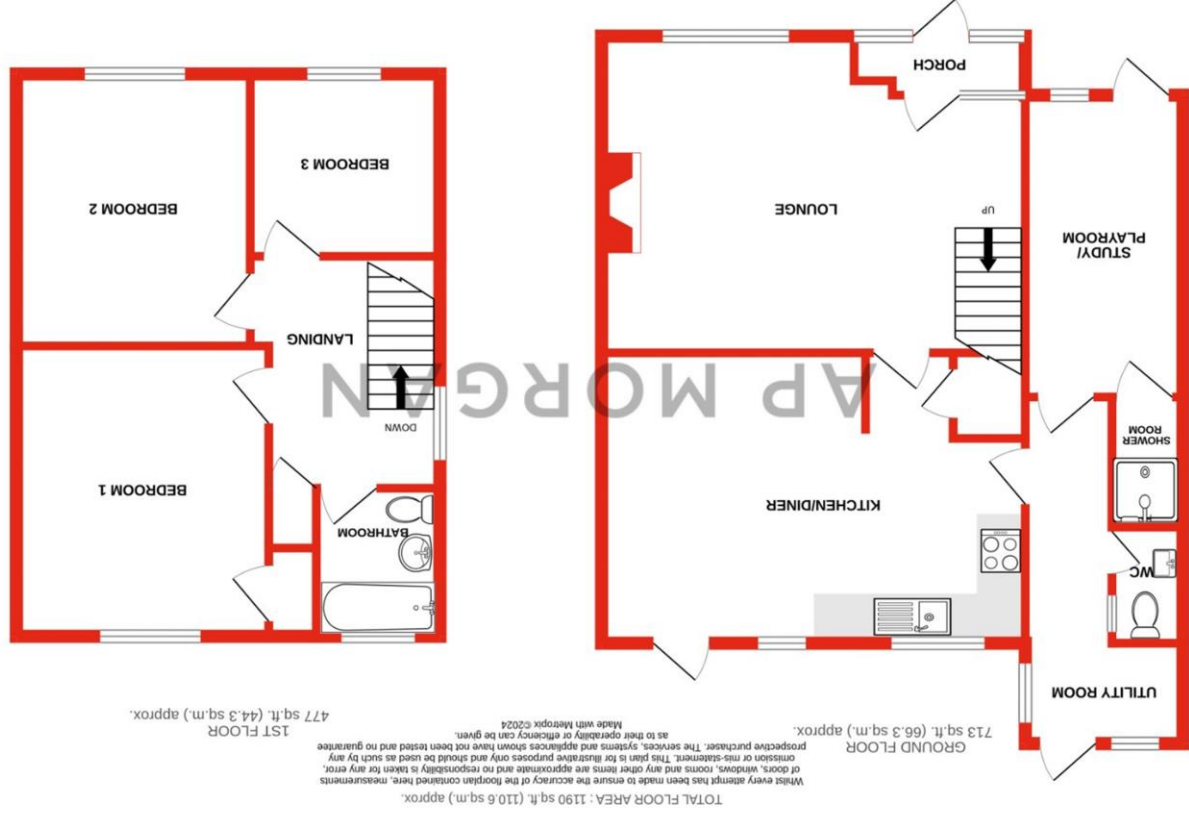 GROUND FLOOR
713 sq.ft. (66.3 sq.m.) approx.
1ST FLOOR
477 sq.ft. (44.3 sq.m.) approx.
UTILITY ROOM
WC
SHOWER
ROOM
STUDY/
PLAYROOM
KITCHEN/DINER
LOUNGE
UP
PORCH
BATHROOM
BEDROOM 1
DOWN
LANDING
BEDROOM 2
BEDROOM 3
AP MORGAN
TOTAL FLOOR AREA : 1190 sq.ft. (110.6 sq.m.) approx.
Whilst every attempt has been made to ensure the accuracy of the floorplan contained here, measurements
of doors, windows, rooms and any other items are approximate and no responsibility is taken for any error,
omission or mis-statement. This plan is for illustrative purposes only and should be used as such by any
prospective purchaser. The services, systems and appliances shown have not been tested and no guarantee
as to their operability or efficiency can be given.
Made with Metropix ©2024